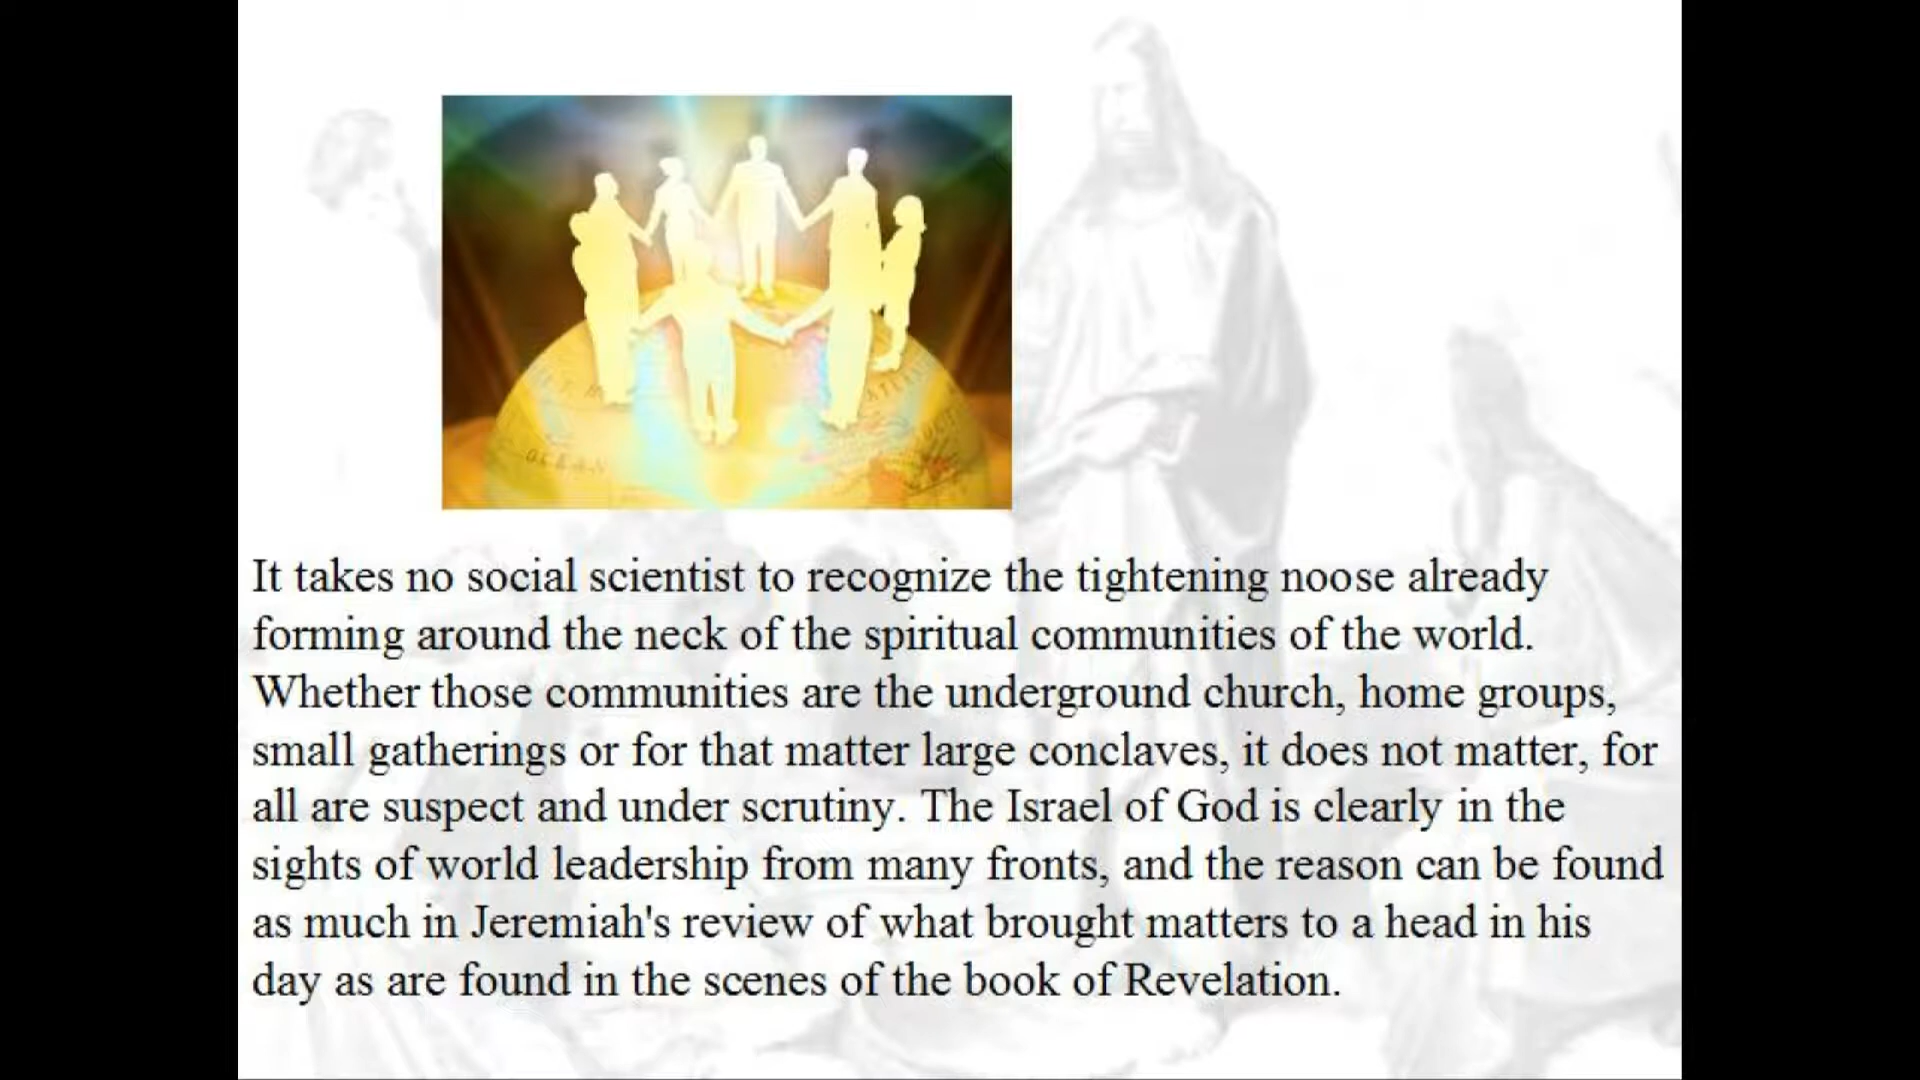 OCEAN
It takes no social scientist to recognize the tightening noose already
forming around the neck of the spiritual communities of the world.
Whether those communities are the underground church, home groups,
small gatherings or for that matter large conclaves, it does not matter, for
all are suspect and under scrutiny. The Israel of God is clearly in the
sights of world leadership from many fronts, and the reason can be found
as much in Jeremiah's review of what brought matters to a head in his
day as are found in the scenes of the book of Revelation.